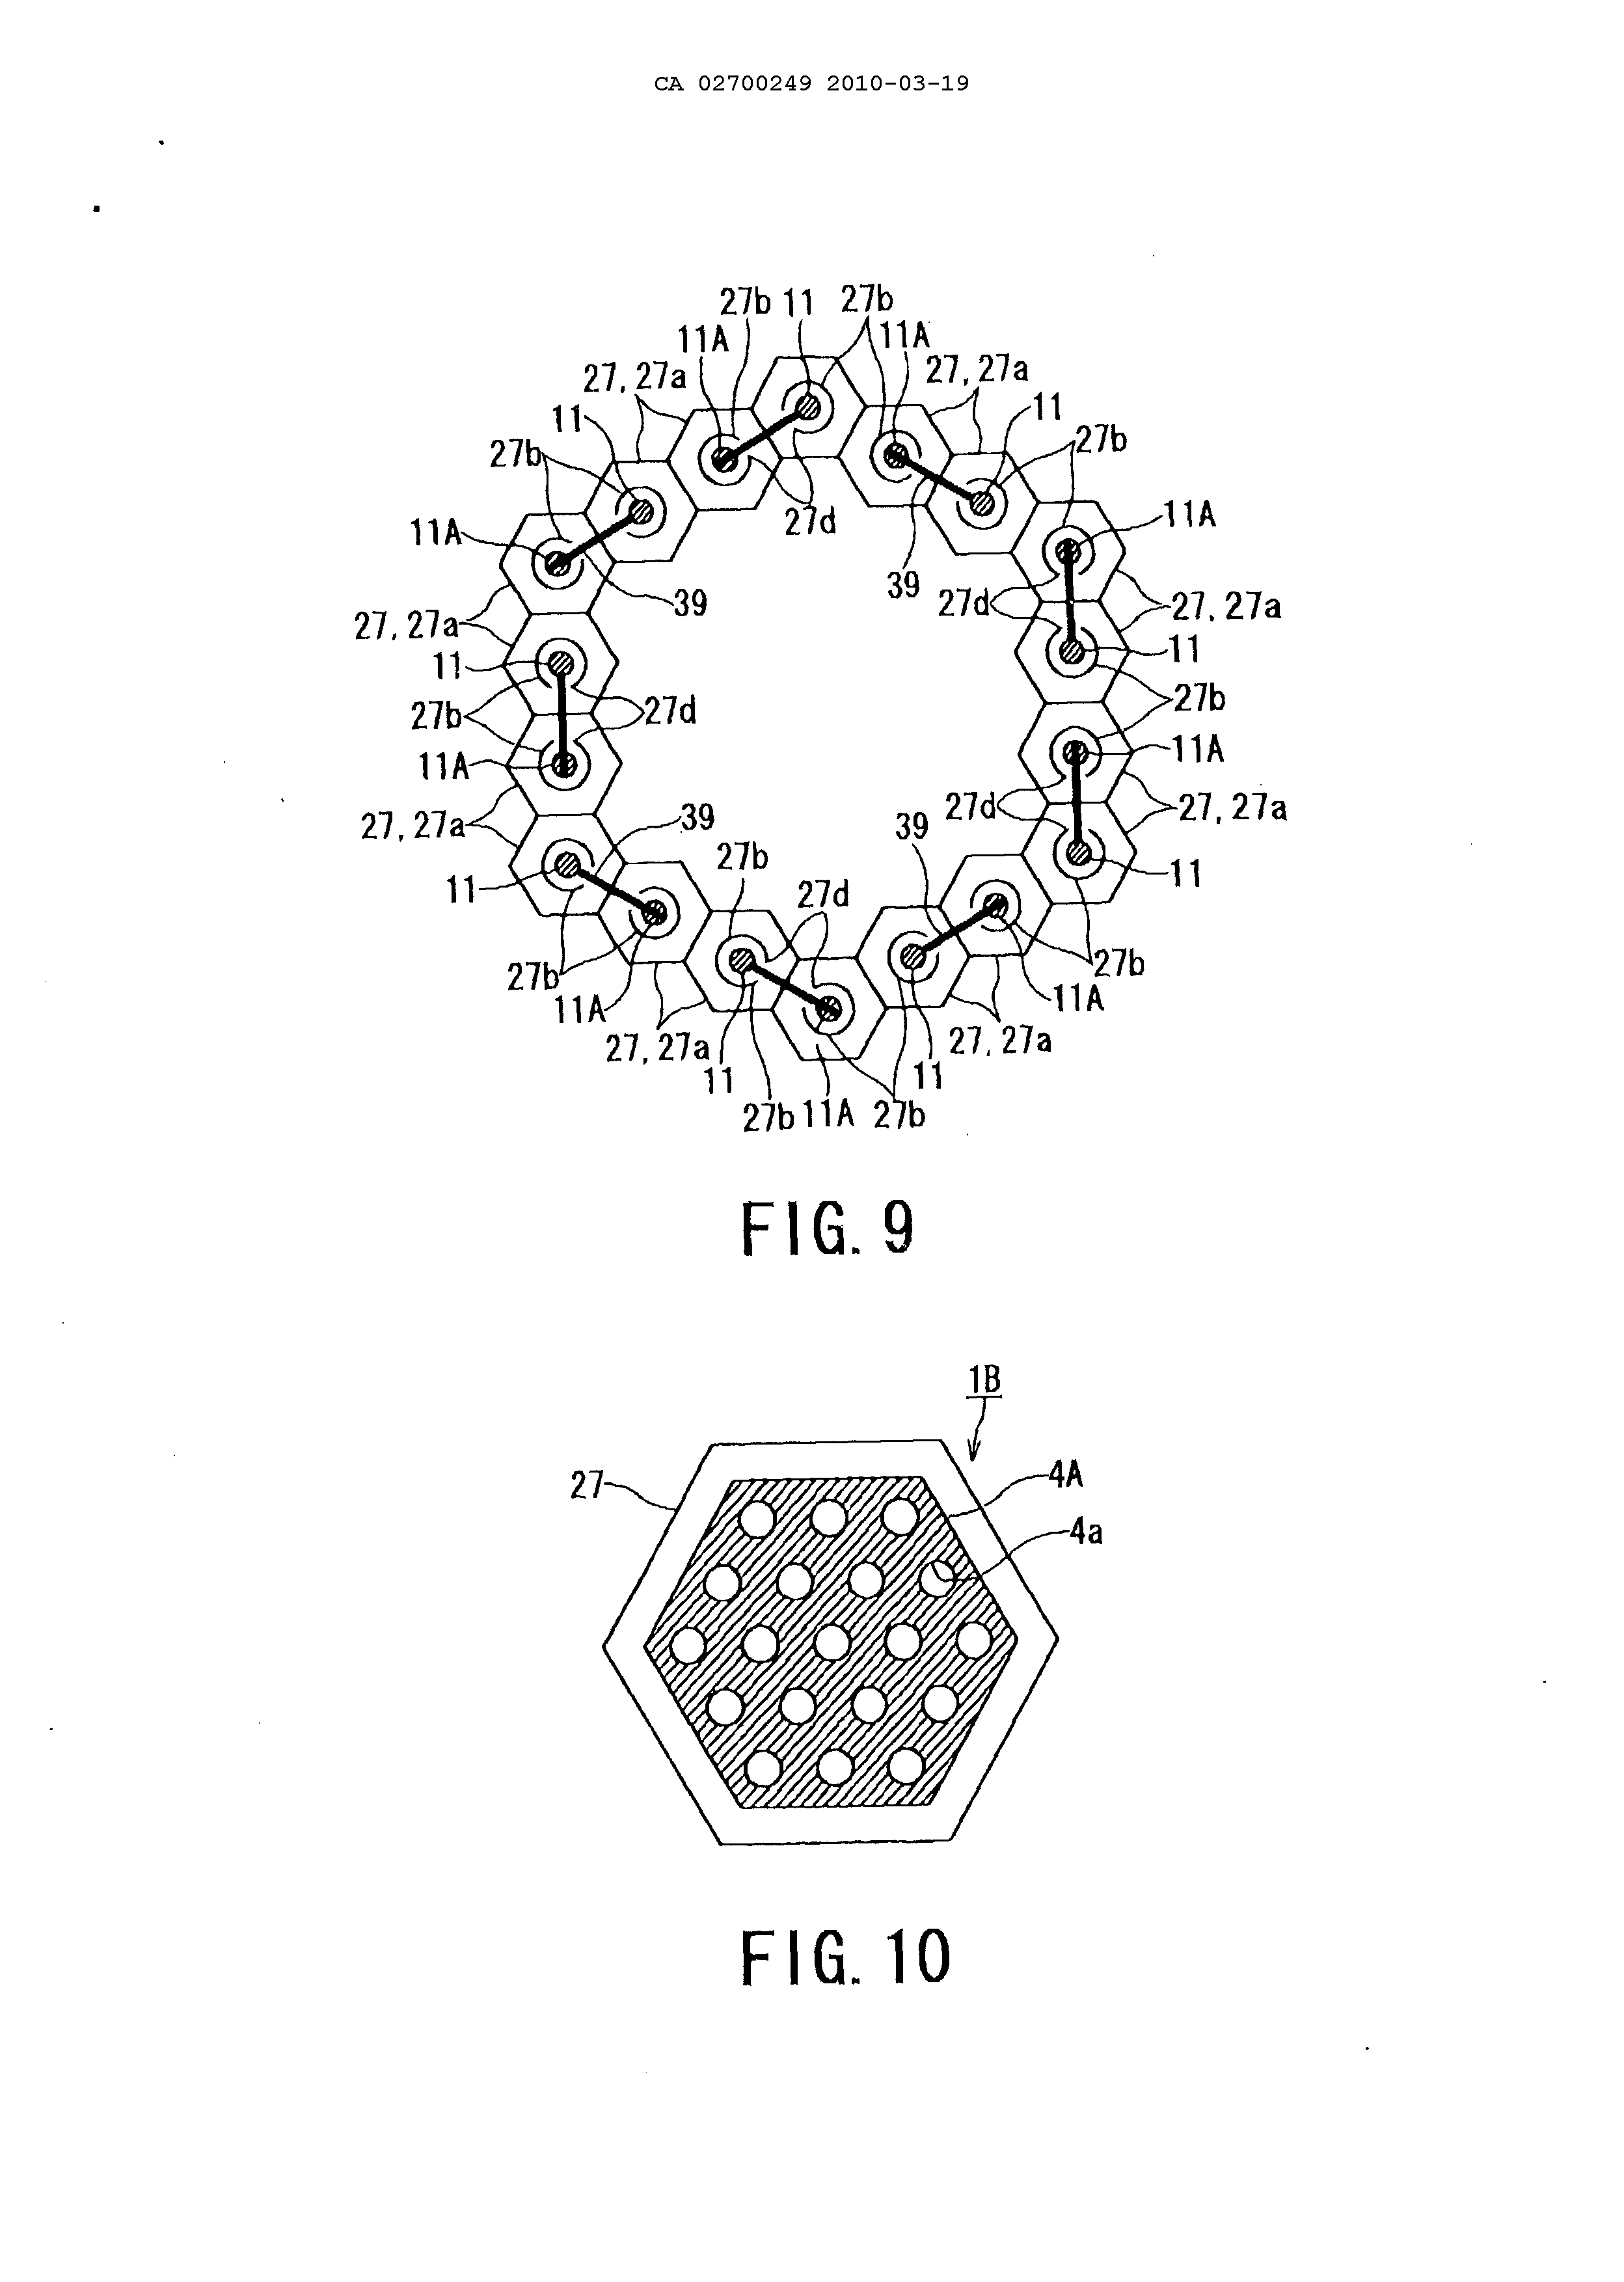 CA 02700249 2010-03-19
27b 11 27b
11A 11A
27, 27a 27, 27a
11 11
27b 27b
11A 27d 11A
39 39 27d 27, 27a
27, 27a
11 11
27b 27d 27b
11A 11A
27, 27a 39 39 27d 27, 27a
11 27b 27d 11
27b 27b
11A 11A
27, 27a 27, 27a
11 11
27b 11A 27b
FIG. 9
1B
27 4A
4a
FIG. 10